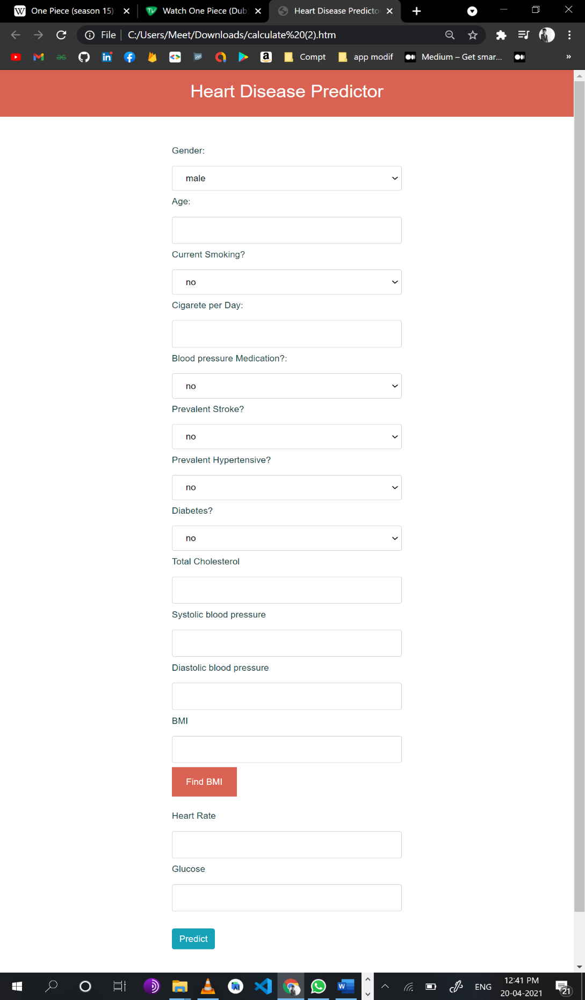 One Piece (season 15)
Watch One Piece (Dub
Heart Disease Predicto
File
C:/Users/Meet/Downloads/calculate%20(2).htm
Compt
app modif
Medium – Get smar...
»
Heart Disease Predictor
Gender:
male
Age:
Current Smoking?
no
Cigarete per Day:
Blood pressure Medication?:
no
Prevalent Stroke?
no
Prevalent Hypertensive?
no
Diabetes?
no
Total Cholesterol
Systolic blood pressure
Diastolic blood pressure
BMI
Find BMI
Heart Rate
Glucose
Predict
ENG
12:41 PM
20-04-2021
21